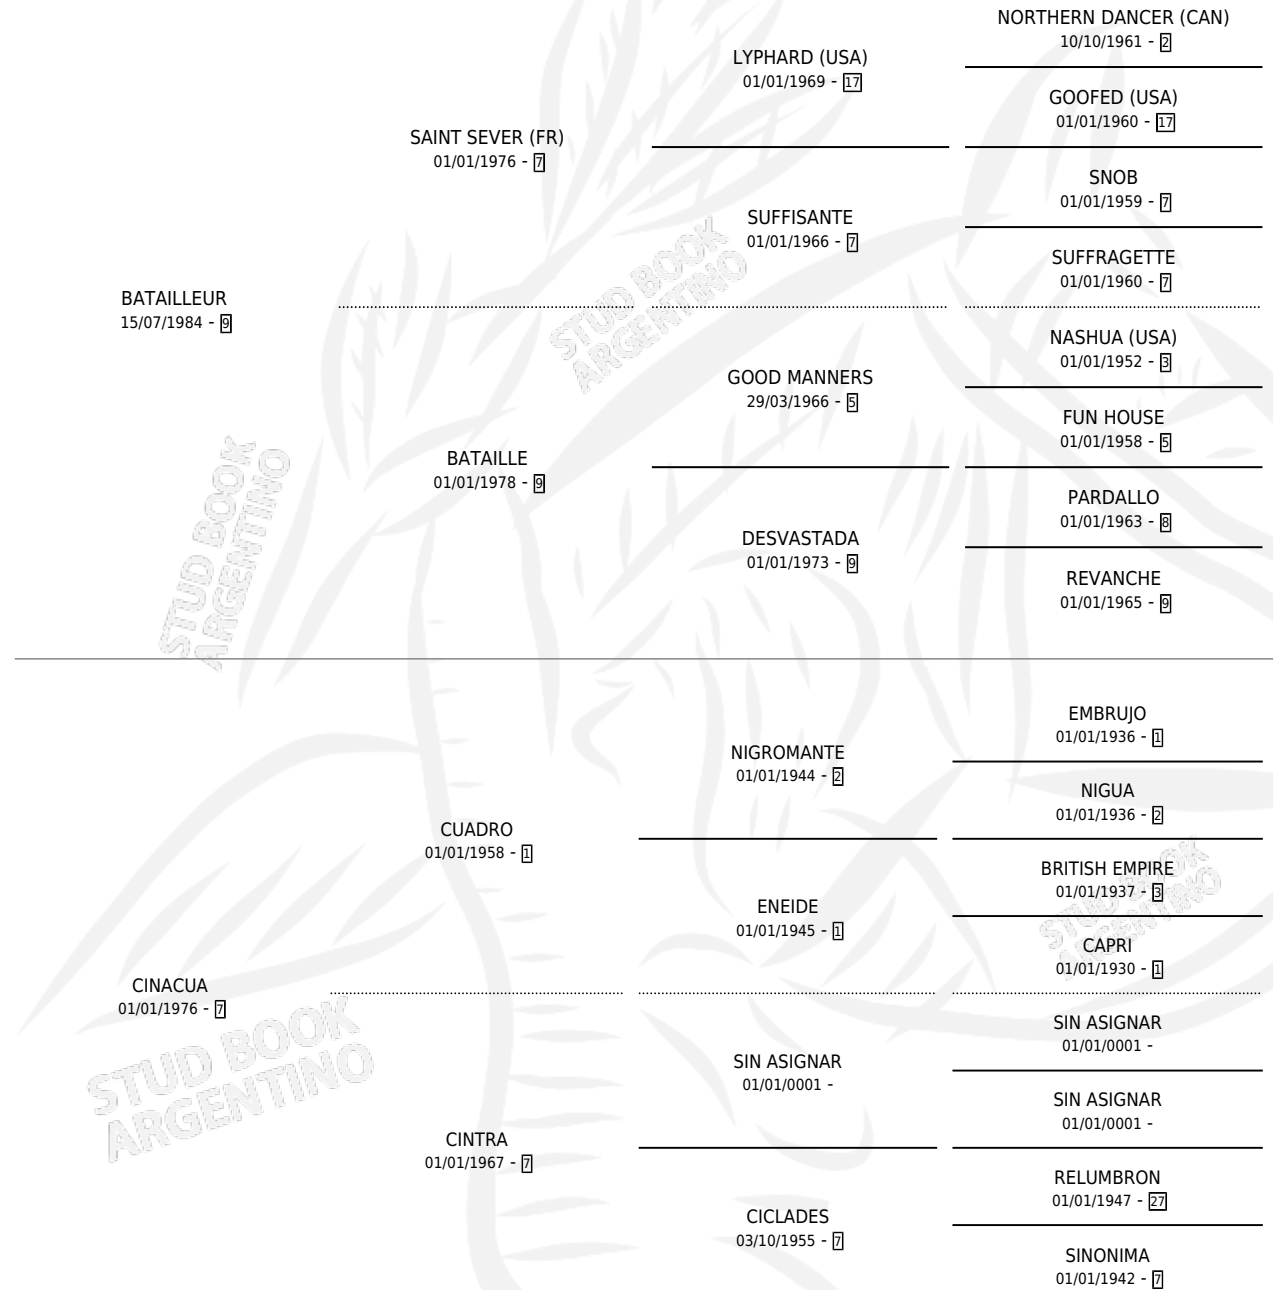 NORTHERN DANCER (CAN)
10/10/1961 - 2
LYPHARD (USA)
01/01/1969 - 17
GOOFED (USA)
01/01/1960 - 17
SAINT SEVER (FR)
01/01/1976 - 7
SNOB
01/01/1959 - 7
SUFFISANTE
01/01/1966 - 7
SUFFRAGETTE
01/01/1960 - 7
BATAILLEUR
15/07/1984 - 9
NASHUA (USA)
01/01/1952 - 3
GOOD MANNERS
29/03/1966 - 5
FUN HOUSE
01/01/1958 - 5
BATAILLE
01/01/1978 - 9
PARDALLO
01/01/1963 - 8
DESVASTADA
01/01/1973 - 9
REVANCHE
01/01/1965 - 9
EMBRUJO
01/01/1936 - 1
NIGROMANTE
01/01/1944 - 2
NIGUA
01/01/1936 - 2
CUADRO
01/01/1958 - 1
BRITISH EMPIRE
01/01/1937 - 3
ENEIDE
01/01/1945 - 1
CAPRI
01/01/1930 - 1
CINACUA
01/01/1976 - 7
SIN ASIGNAR
01/01/0001 -
SIN ASIGNAR
01/01/0001 -
SIN ASIGNAR
01/01/0001 -
CINTRA
01/01/1967 - 7
RELUMBRON
01/01/1947 - 27
CICLADES
03/10/1955 - 7
SINONIMA
01/01/1942 - 7
STUD BOOK
ARGENTINO
STUD BOOK
ARGENTINO
STUD BOOK
ARGENTINO
STUD BOOK
ARGENTINO